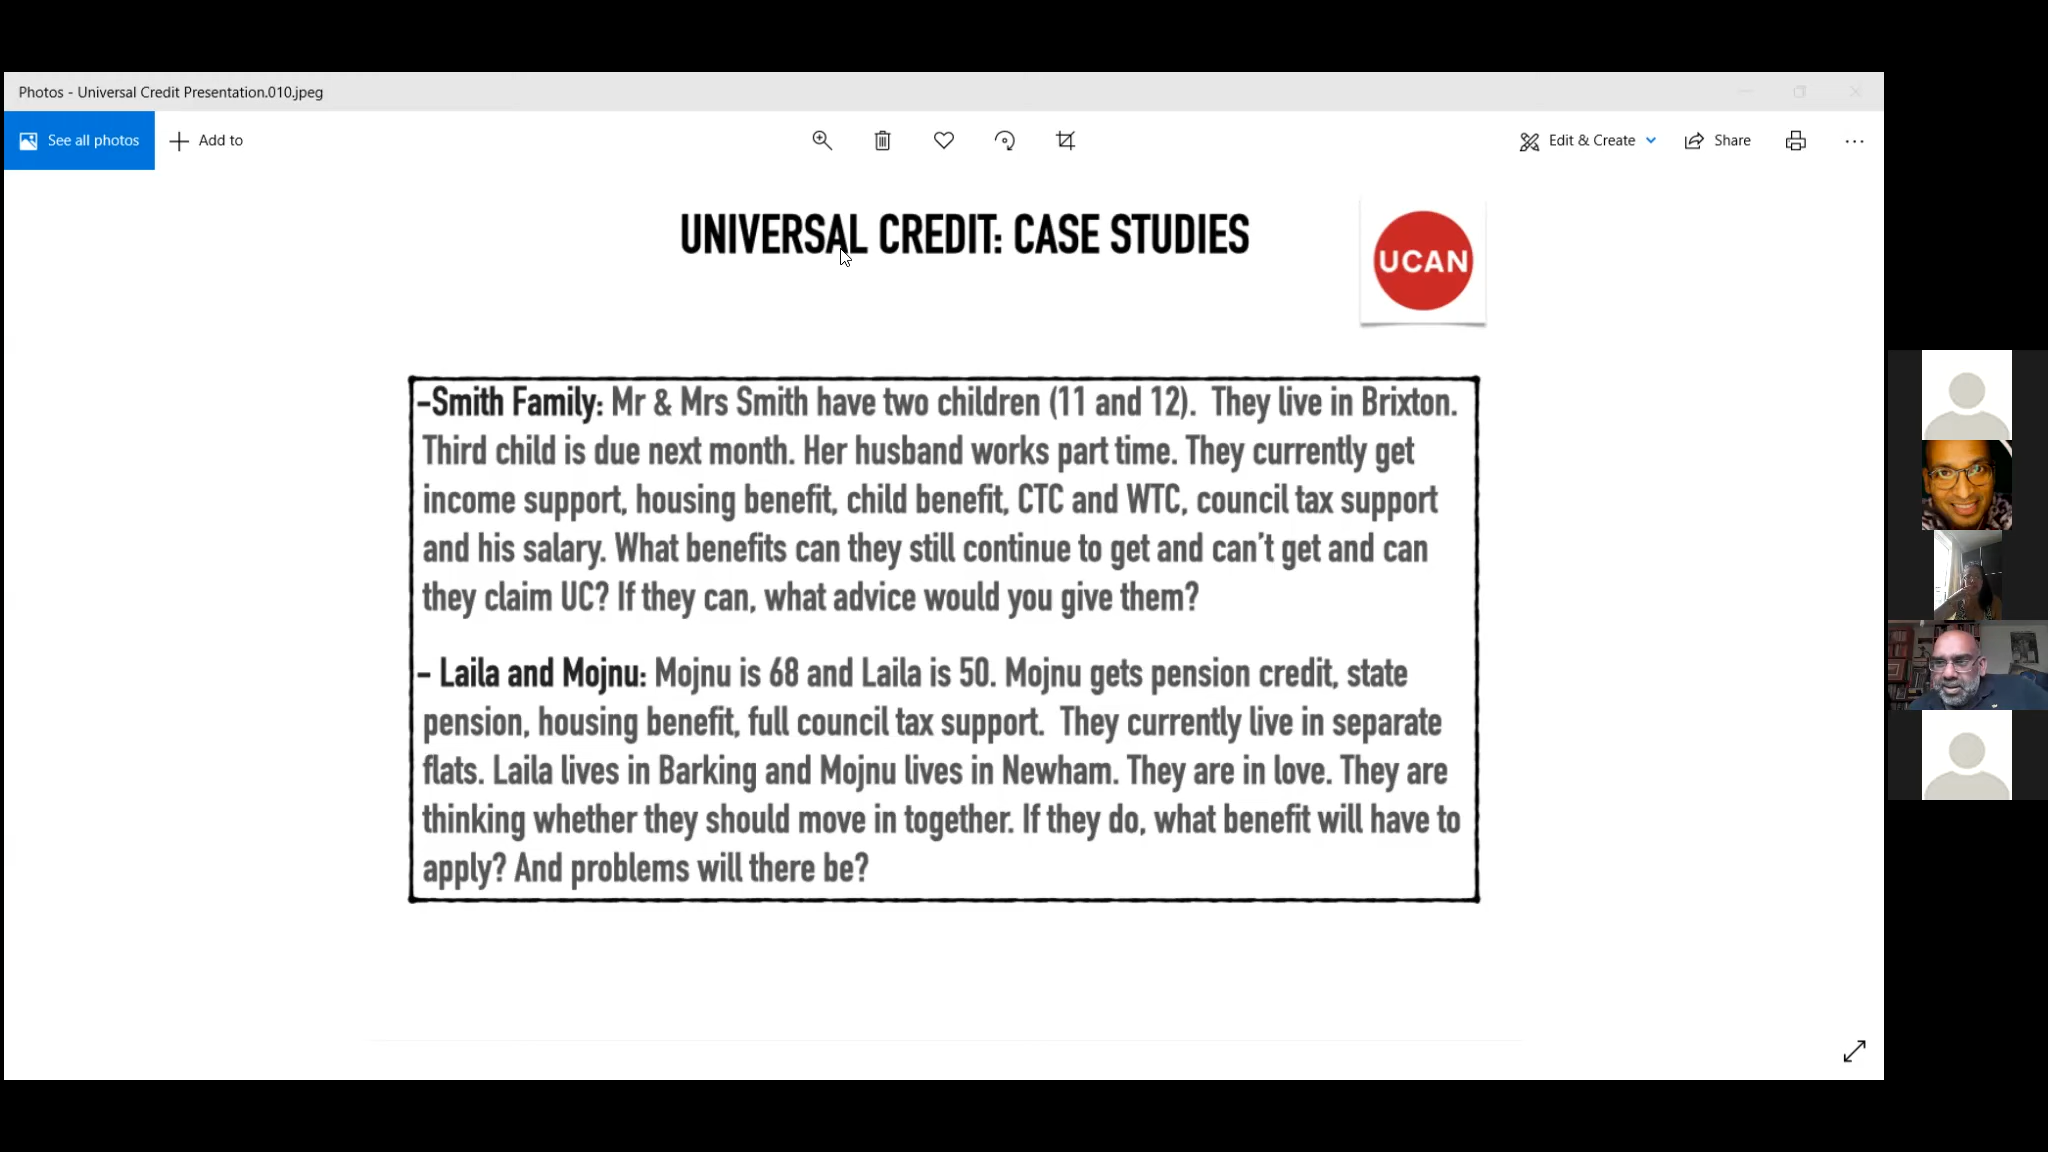 Photos - Universal Credit Presentation.010.jpeg
See all photos
Add to
Edit & Create
Share
UNIVERSAL CREDIT: CASE STUDIES
UCAN
-Smith Family: Mr & Mrs Smith have two children (11 and 12).  They live in Brixton.
Third child is due next month. Her husband works part time. They currently get
income support, housing benefit, child benefit, CTC and WTC, council tax support
and his salary. What benefits can they still continue to get and can't get and can
they claim UC? If they can, what advice would you give them?
- Laila and Mojnu: Mojnu is 68 and Laila is 50. Mojnu gets pension credit, state
pension, housing benefit, full council tax support.  They currently live in separate
flats. Laila lives in Barking and Mojnu lives in Newham. They are in love. They are
thinking whether they should move in together. If they do, what benefit will have to
apply? And problems will there be?